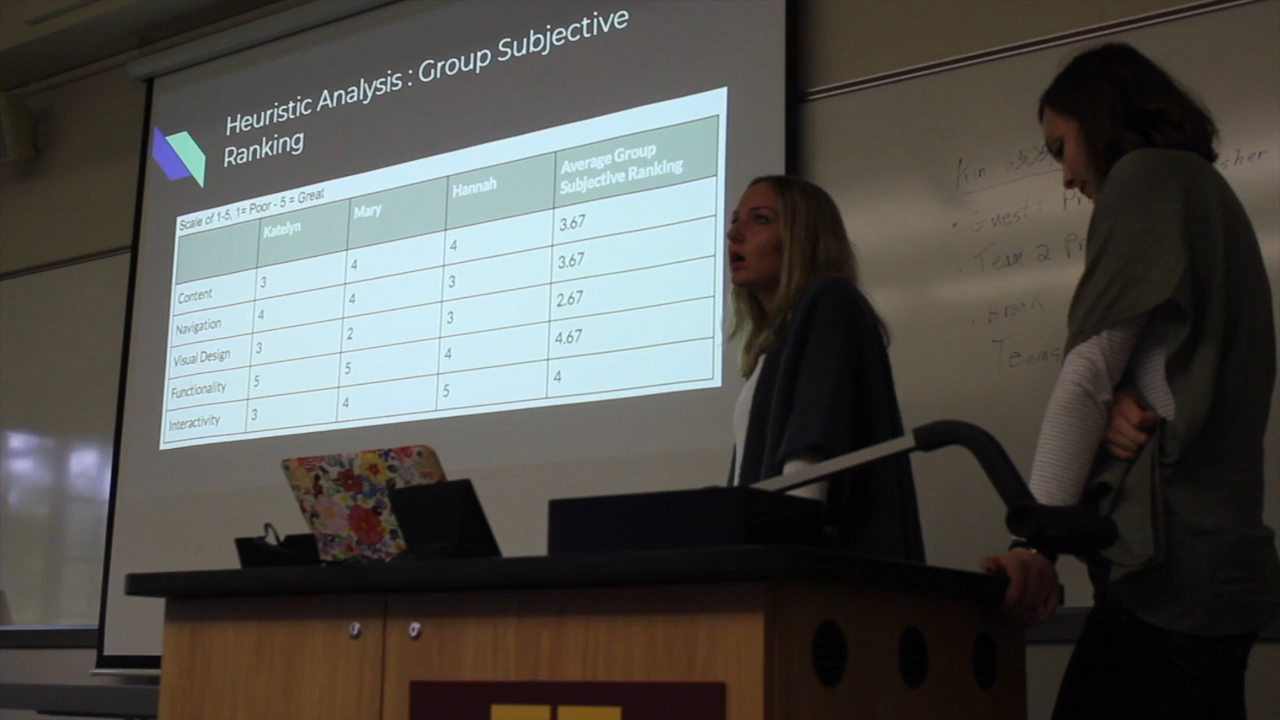 Heuristic Analysis : Group Subjective
Ranking
Scale of 1-5, 1= Poor - 5 = Great
Katelyn Mary Hannah Average Group
Subjective Ranking
Content 3 4 4 3.67
Navigation 4 4 3 3.67
Visual Design 3 2 3 2.67
Functionality 5 5 4 4.67
Interactivity 3 4 5 4
Guest:
Team 2